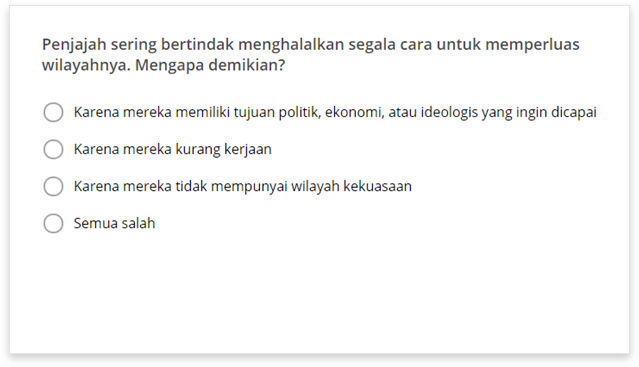 Penjajah sering bertindak menghalalkan segala cara untuk memperluas
wilayahnya. Mengapa demikian?
Karena mereka memiliki tujuan politik, ekonomi, atau ideologis yang ingin dicapai
Karena mereka kurang kerjaan
Karena mereka tidak mempunyai wilayah kekuasaan
Semua salah